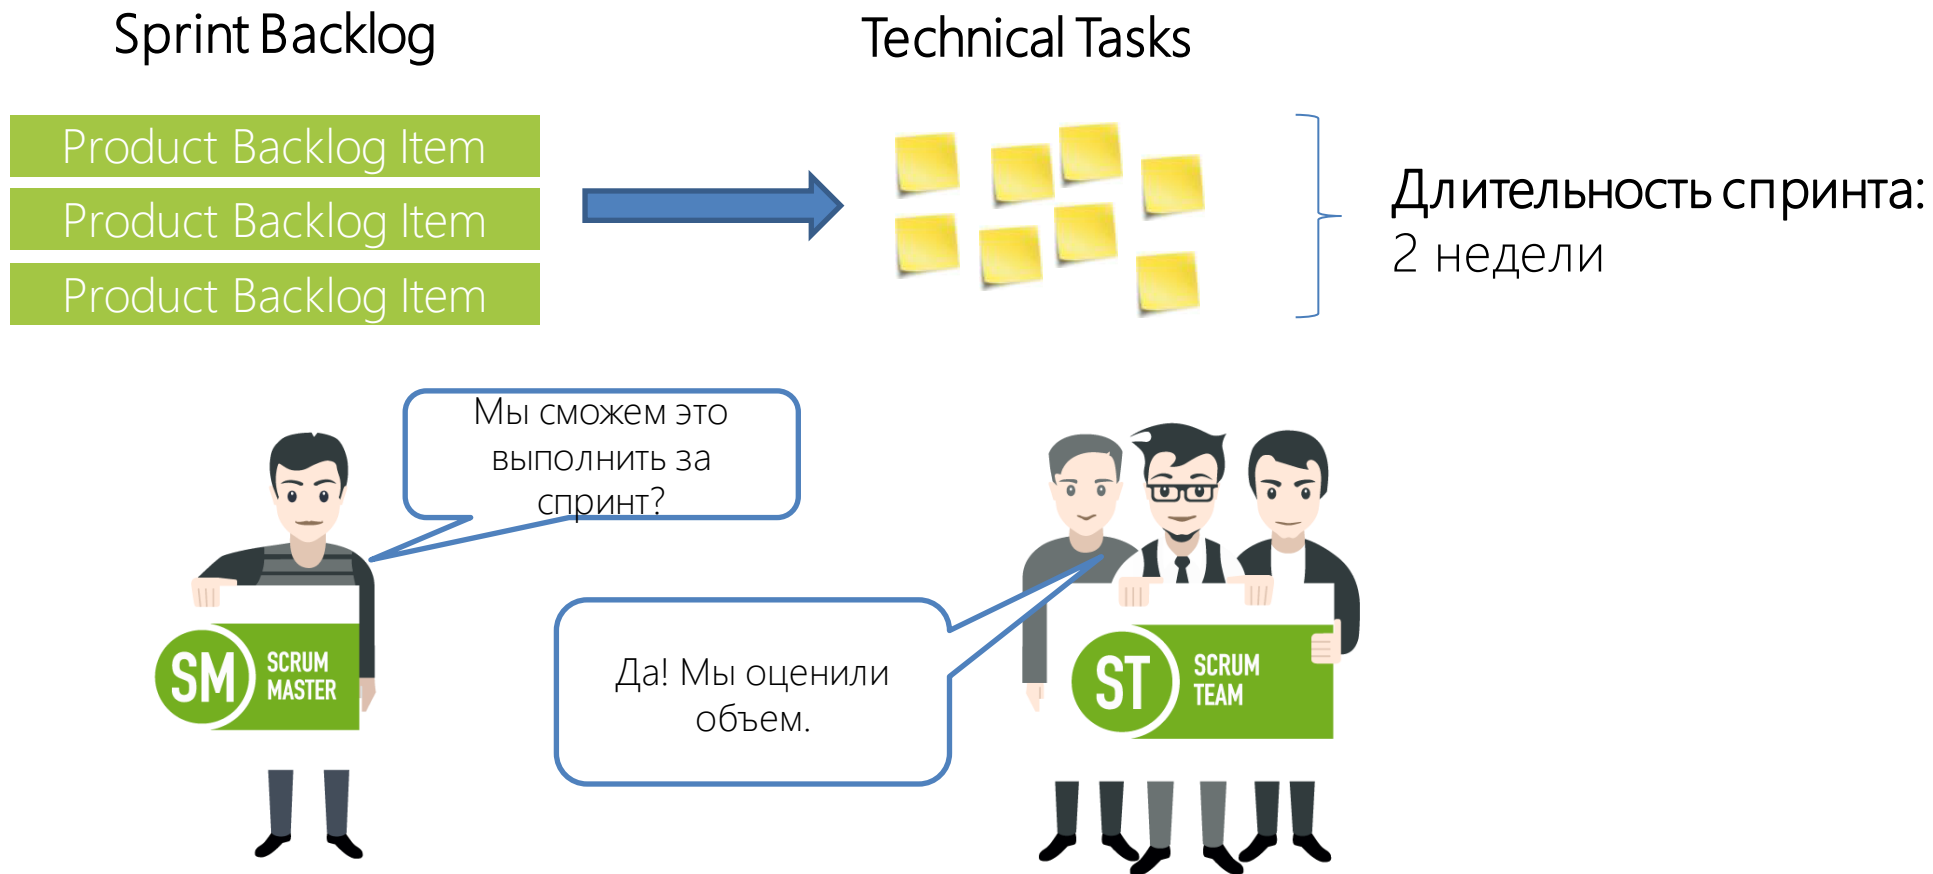 Sprint Backlog
Technical Tasks
Product Backlog Item
Product Backlog Item
Product Backlog Item
Длительность спринта:
2 недели
Мы сможем это
выполнить за
спринт?
Да! Мы оценили
объем.
SM SCRUM
MASTER
ST SCRUM
TEAM